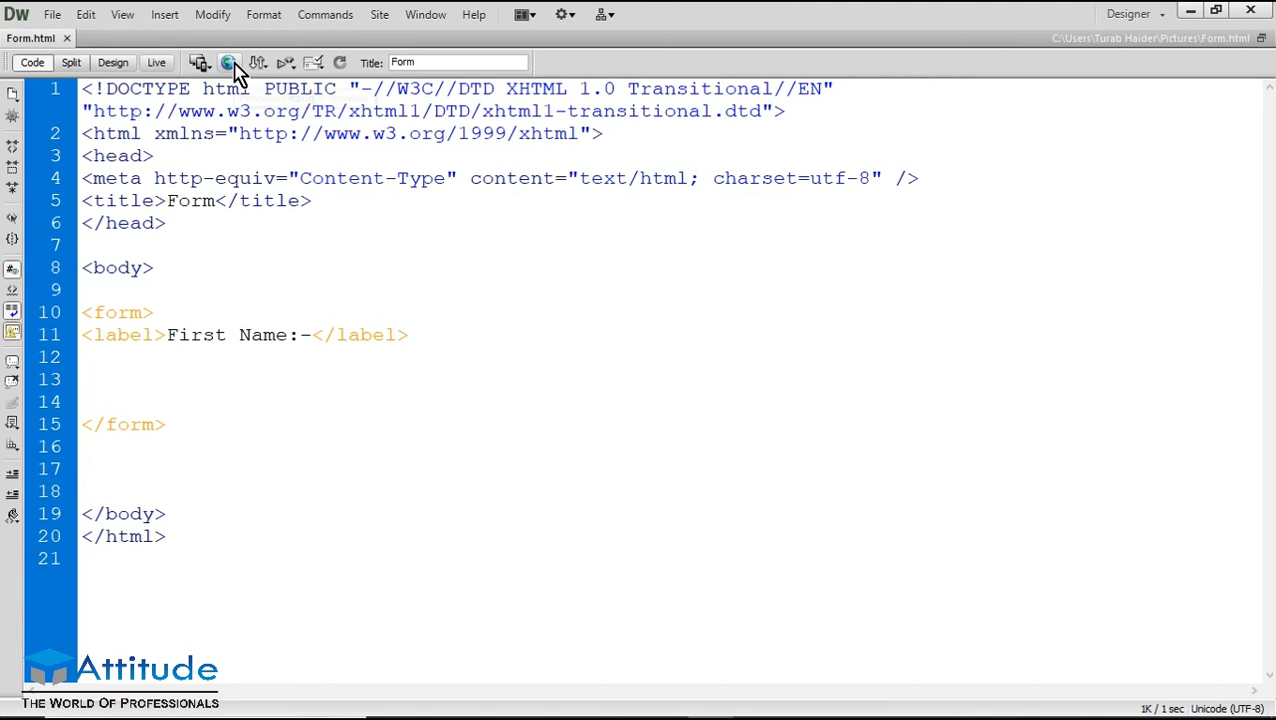 Dw File Edit View Insert Modify Format Commands Site Window Help Designer
Form.html C:\Users\Turab Haider\Pictures\Form.html
Code Split Design Live Title: Form
1 <!DOCTYPE html PUBLIC "-//W3C//DTD XHTML 1.0 Transitional//EN"
"http://www.w3.org/TR/xhtml1/DTD/xhtml1-transitional.dtd">
2 <html xmlns="http://www.w3.org/1999/xhtml">
3 <head>
4 <meta http-equiv="Content-Type" content="text/html; charset=utf-8" />
5 <title>Form</title>
6 </head>
7
8 <body>
9
10 <form>
11 <label>First Name:-</label>
12
13
14
15 </form>
16
17
18
19 </body>
20 </html>
21
Attitude
THE WORLD OF PROFESSIONALS
1K / 1 sec Unicode (UTF-8)